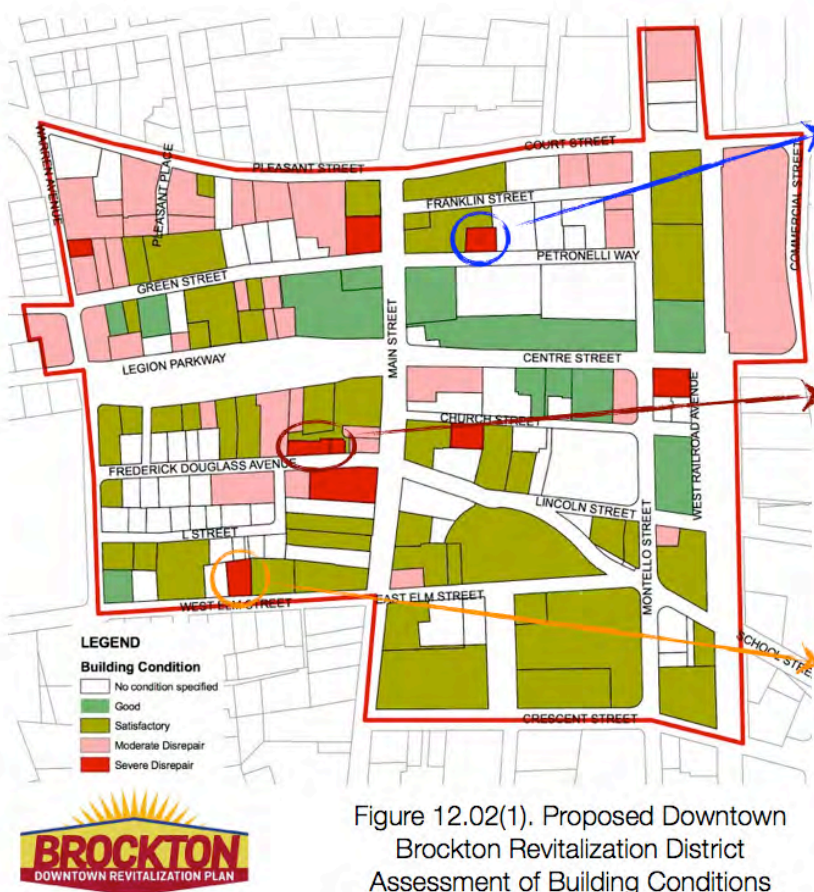 WARREN AVENUE
PLEASANT PLACE
PLEASANT STREET
COURT STREET
FRANKLIN STREET
PETRONELLI WAY
COMMERCIAL STREET
GREEN STREET
MAIN STREET
LEGION PARKWAY
CENTRE STREET
CHURCH STREET
WEST RAILROAD AVENUE
FREDERICK DOUGLASS AVENUE
LINCOLN STREET
L STREET
MONTELLO STREET
WEST ELM STREET
EAST ELM STREET
SCHOOL STREE
CRESCENT STREET
LEGEND
Building Condition
No condition specified
Good
Satisfactory
Moderate Disrepair
Severe Disrepair
BROCKTON
DOWNTOWN REVITALIZATION PLAN
Figure 12.02(1). Proposed Downtown
Brockton Revitalization District
Assessment of Building Conditions